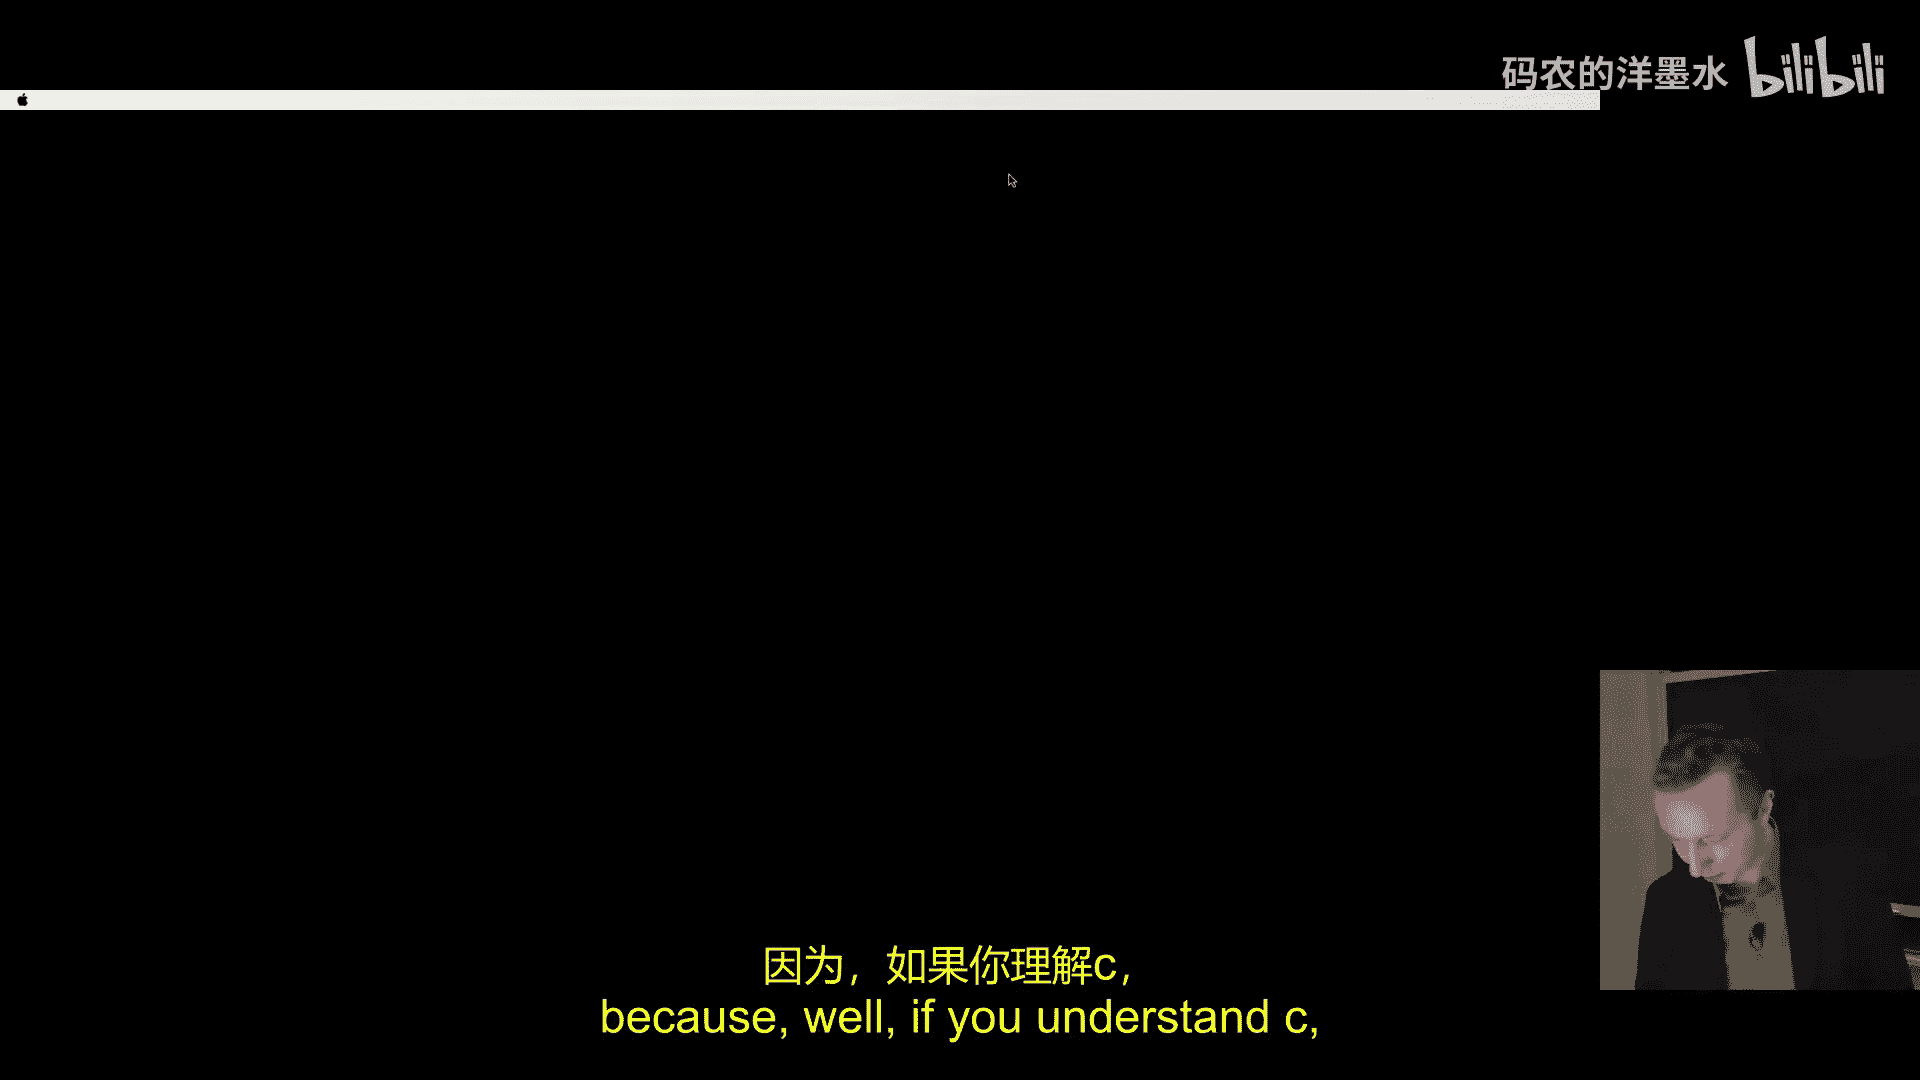 码农的洋墨水 bilibili
因为，如果你理解c，
because, well, if you understand c,